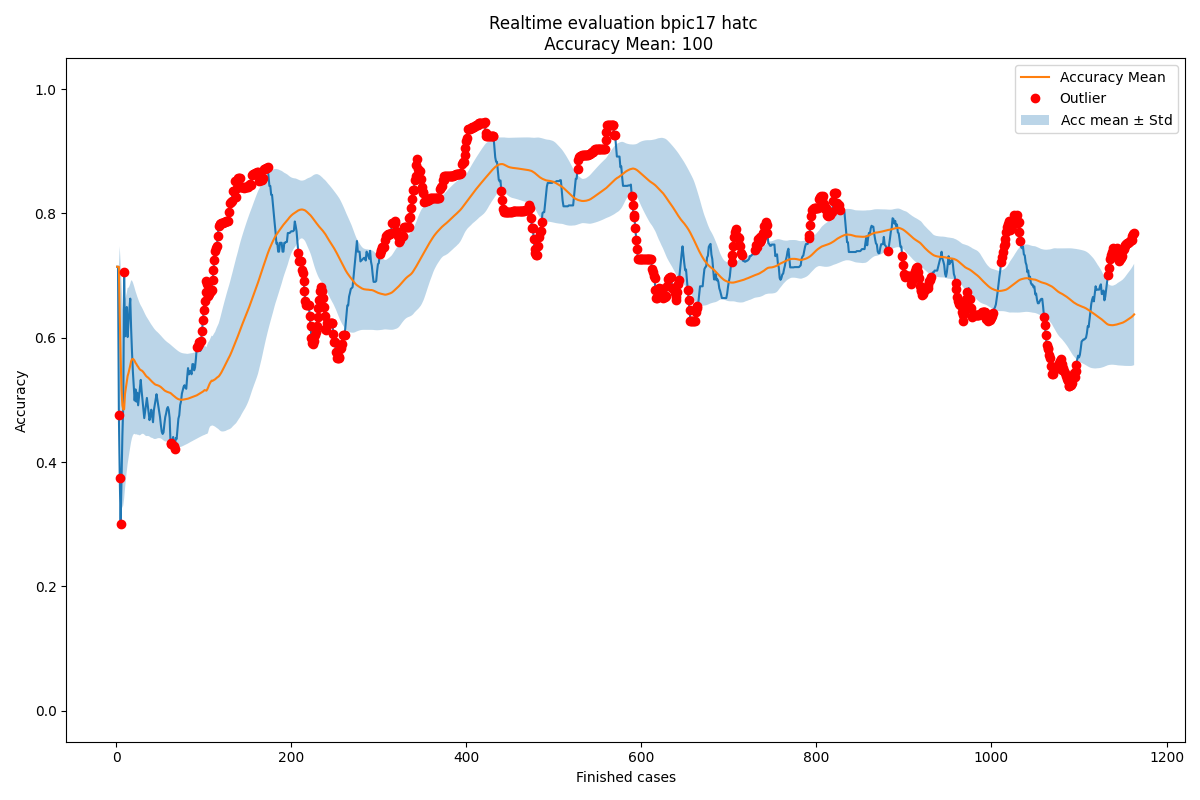 Realtime evaluation bpic17 hatc
Accuracy Mean: 100
Accuracy Mean
Outlier
Acc mean ± Std
1.0
0.8
0.6
0.4
0.2
0.0
Accuracy
0 200 400 600 800 1000 1200
Finished cases